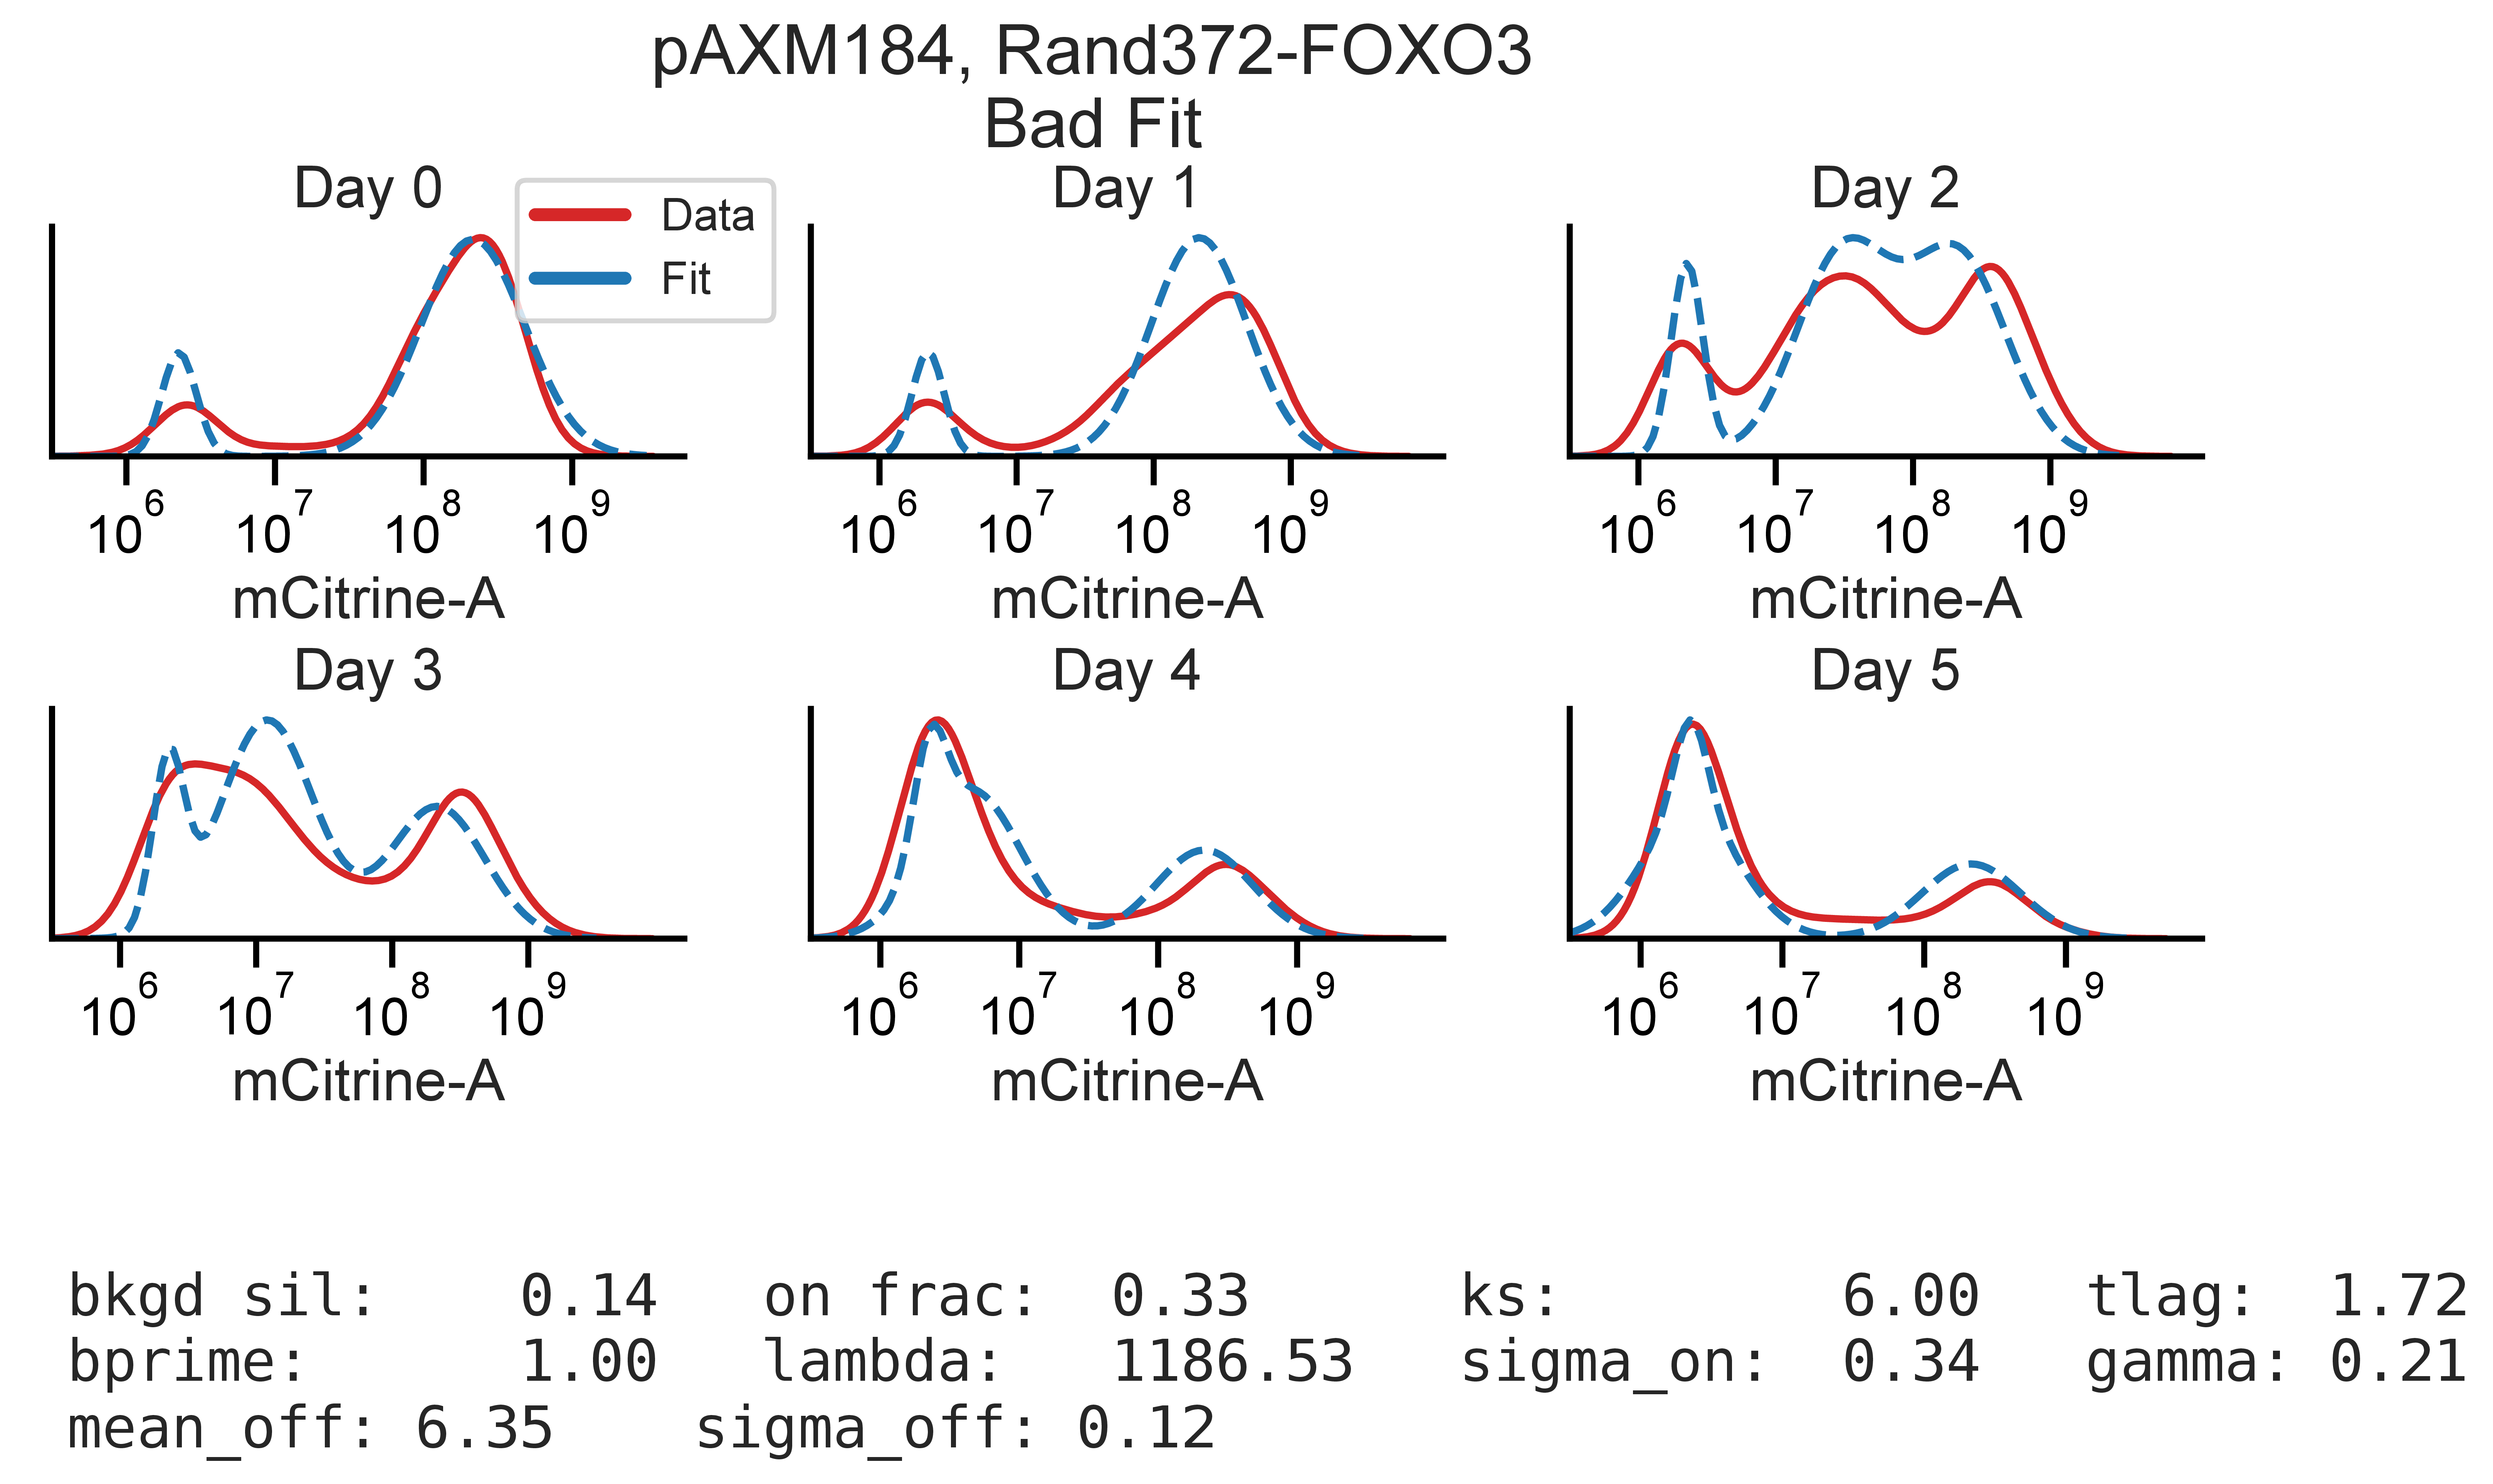 pAXM184, Rand372-FOXO3
Bad Fit
Day 0
Data
Fit
Day 1
Day 2
10^6 10^7 10^8 10^9
mCitrine-A
10^6 10^7 10^8 10^9
mCitrine-A
10^6 10^7 10^8 10^9
mCitrine-A
Day 3
Day 4
Day 5
10^6 10^7 10^8 10^9
mCitrine-A
10^6 10^7 10^8 10^9
mCitrine-A
10^6 10^7 10^8 10^9
mCitrine-A
bkgd sil: 0.14 on frac: 0.33 ks: 6.00 tlag: 1.72
bprime: 1.00 lambda: 1186.53 sigma_on: 0.34 gamma: 0.21
mean_off: 6.35 sigma_off: 0.12